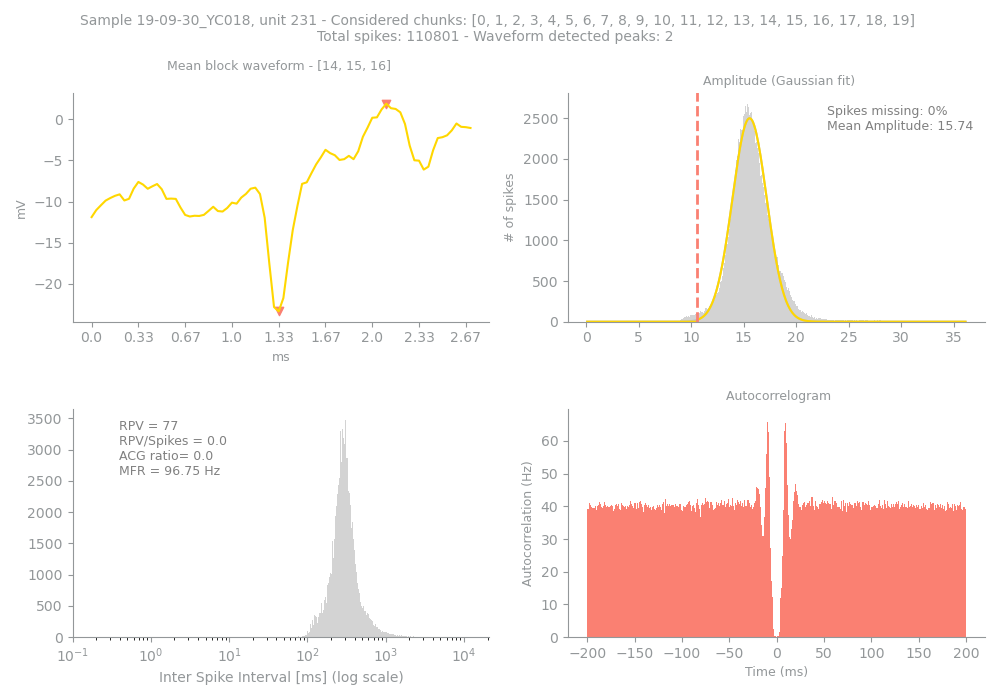 Sample 19-09-30_YC018, unit 231 - Considered chunks: [0, 1, 2, 3, 4, 5, 6, 7, 8, 9, 10, 11, 12, 13, 14, 15, 16, 17, 18, 19]
Total spikes: 110801 - Waveform detected peaks: 2
Mean block waveform - [14, 15, 16]
mV
0
−5
−10
−15
−20
0.0 0.33 0.67 1.0 1.33 1.67 2.0 2.33 2.67
ms
Amplitude (Gaussian fit)
Spikes missing: 0%
Mean Amplitude: 15.74
# of spikes
2500
2000
1500
1000
500
0
0 5 10 15 20 25 30 35
RPV = 77
RPV/Spikes = 0.0
ACG ratio= 0.0
MFR = 96.75 Hz
3500
3000
2500
2000
1500
1000
500
0
10−1 100 101 102 103 104
Inter Spike Interval [ms] (log scale)
Autocorrelogram
Autocorrelation (Hz)
60
50
40
30
20
10
0
−200 −150 −100 −50 0 50 100 150 200
Time (ms)